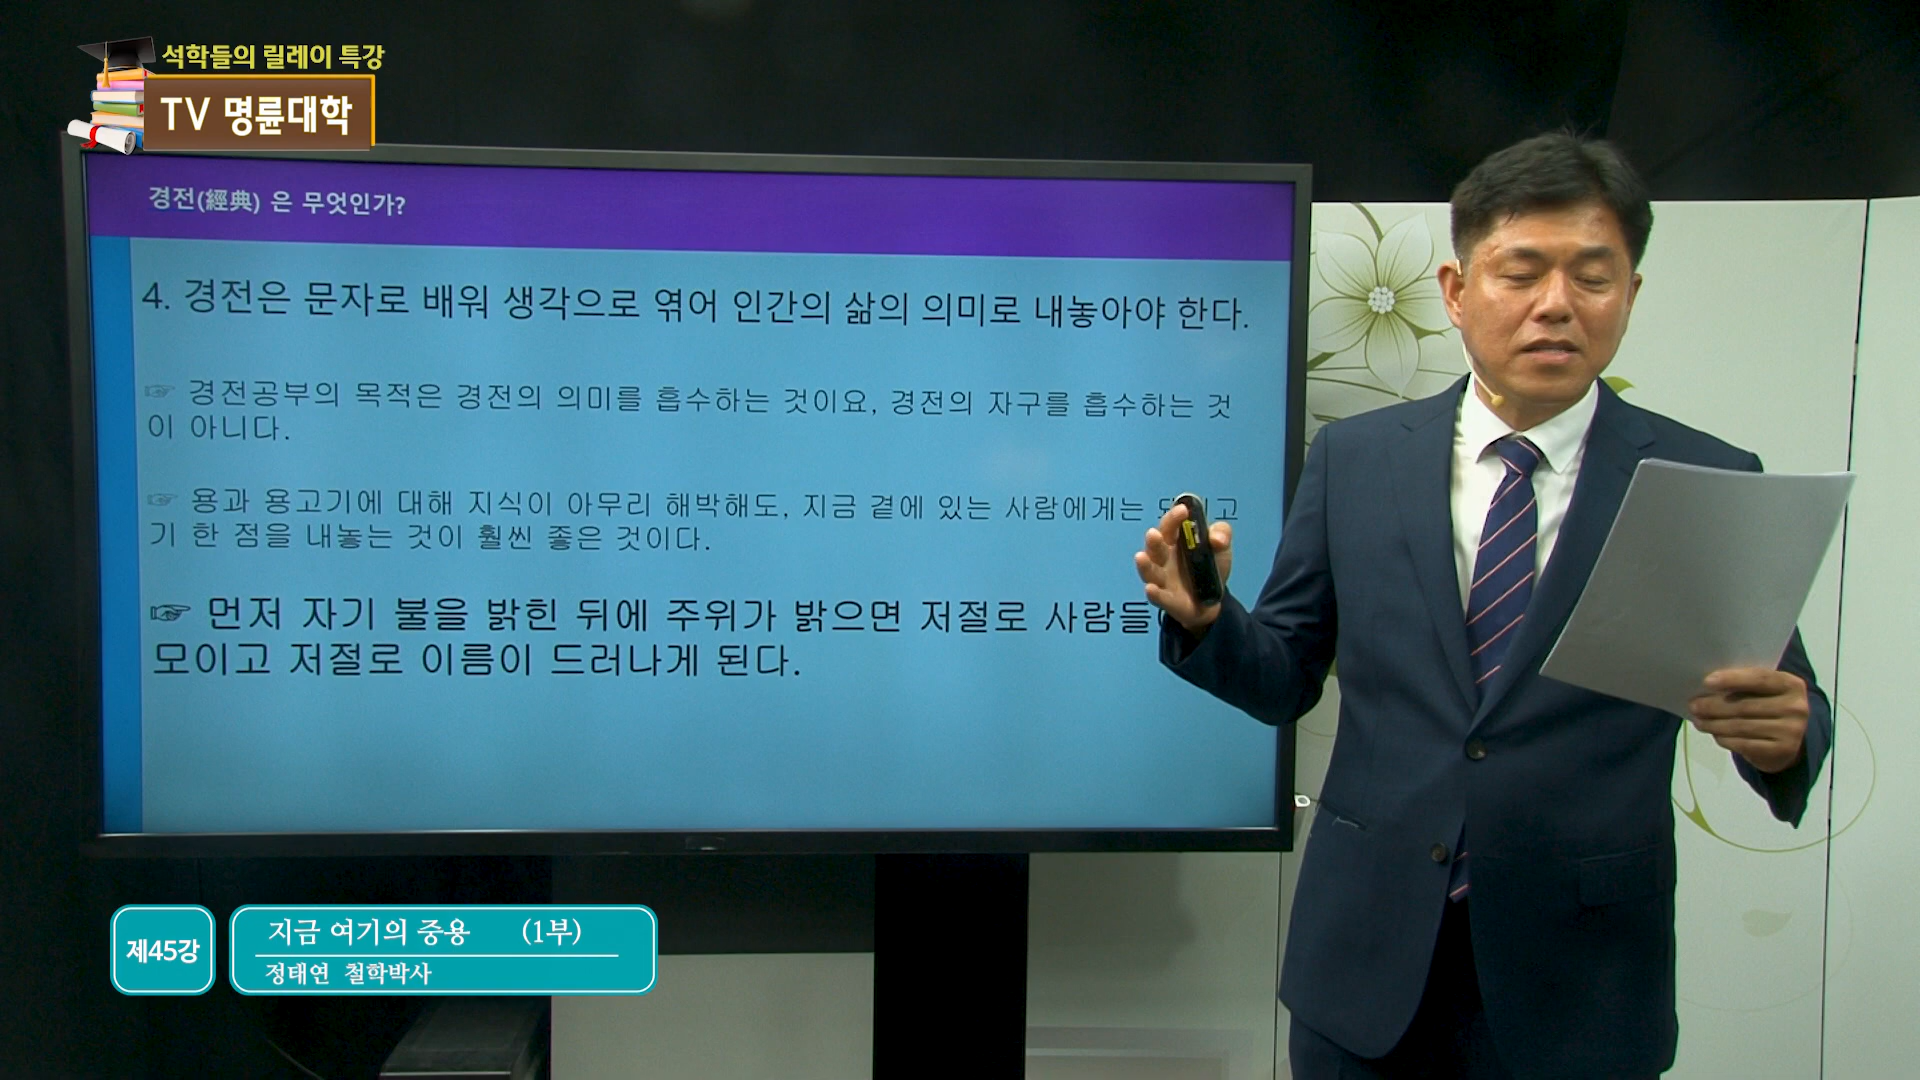 석학들의 릴레이 특강
TV 명륜대학
경전(經典) 은 무엇인가?
4. 경전은 문자로 배워 생각으로 엮어 인간의 삶의 의미로 내놓아야 한다.
☞ 경전공부의 목적은 경전의 의미를 흡수하는 것이요, 경전의 자구를 흡수하는 것
이 아니다.
☞ 용과 용고기에 대해 지식이 아무리 해박해도, 지금 곁에 있는 사람에게는
기 한 점을 내놓는 것이 훨씬 좋은 것이다.
☞ 먼저 자기 불을 밝힌 뒤에 주위가 밝으면 저절로
모이고 저절로 이름이 드러나게 된다.
제45강
지금 여기의 중용 (1부)
정태연 철학박사